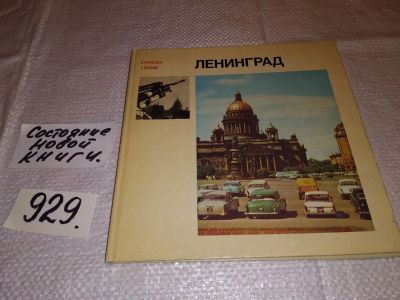 ГОРОДА-
ГЕРОИ
ЛЕНИНГРАД
Состояние
новой
книги.
929.